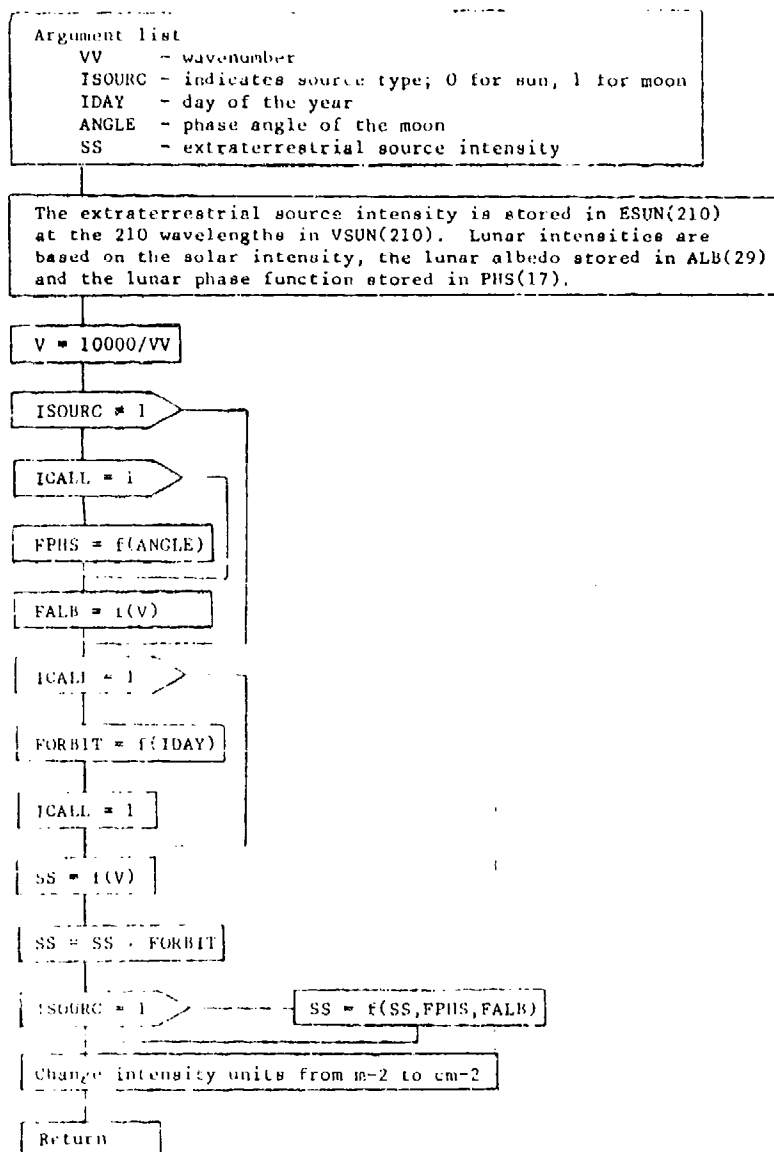 Argument list
VV - wavenumber
ISOURC - indicates source type; 0 for sun, 1 for moon
IDAY - day of the year
ANGLE - phase angle of the moon
SS - extraterrestrial source intensity
The extraterrestrial source intensity is stored in ESUN(210)
at the 210 wavelengths in VSUN(210). Lunar intensities are
based on the solar intensity, the lunar albedo stored in ALB(29)
and the lunar phase function stored in PHS(17).
V = 10000/VV
ISOURC ≠ 1
ICALL = 1
FPHS = f(ANGLE)
FALB = f(V)
ICALL = 1
FORBIT = f(IDAY)
ICALL = 1
SS = f(V)
SS = SS · FORBIT
ISOURC = 1
SS = f(SS,FPHS,FALB)
Change intensity units from m-2 to cm-2
Return